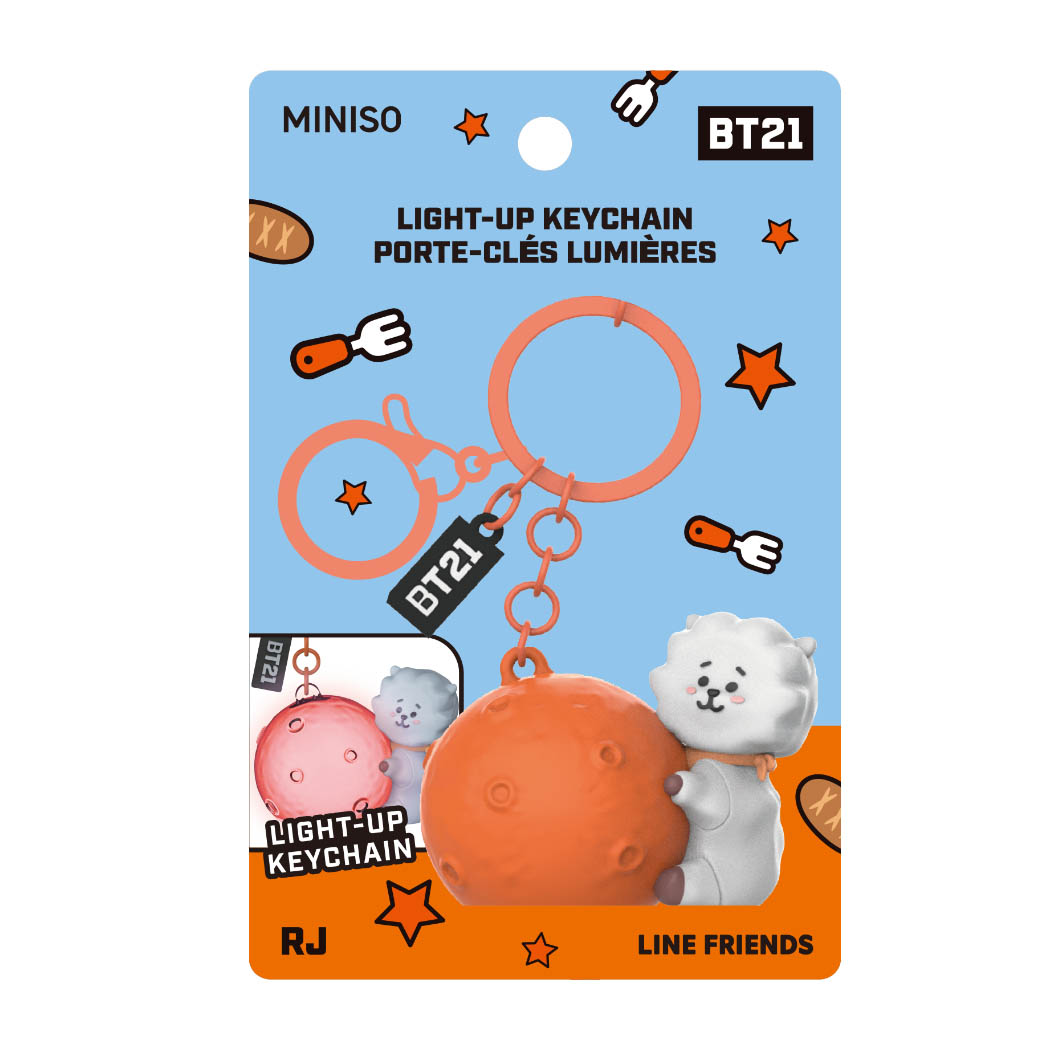 MINISO
BT21
LIGHT-UP KEYCHAIN
PORTE-CLÉS LUMIÈRES
BT21
BT21
LIGHT-UP
KEYCHAIN
RJ
LINE FRIENDS